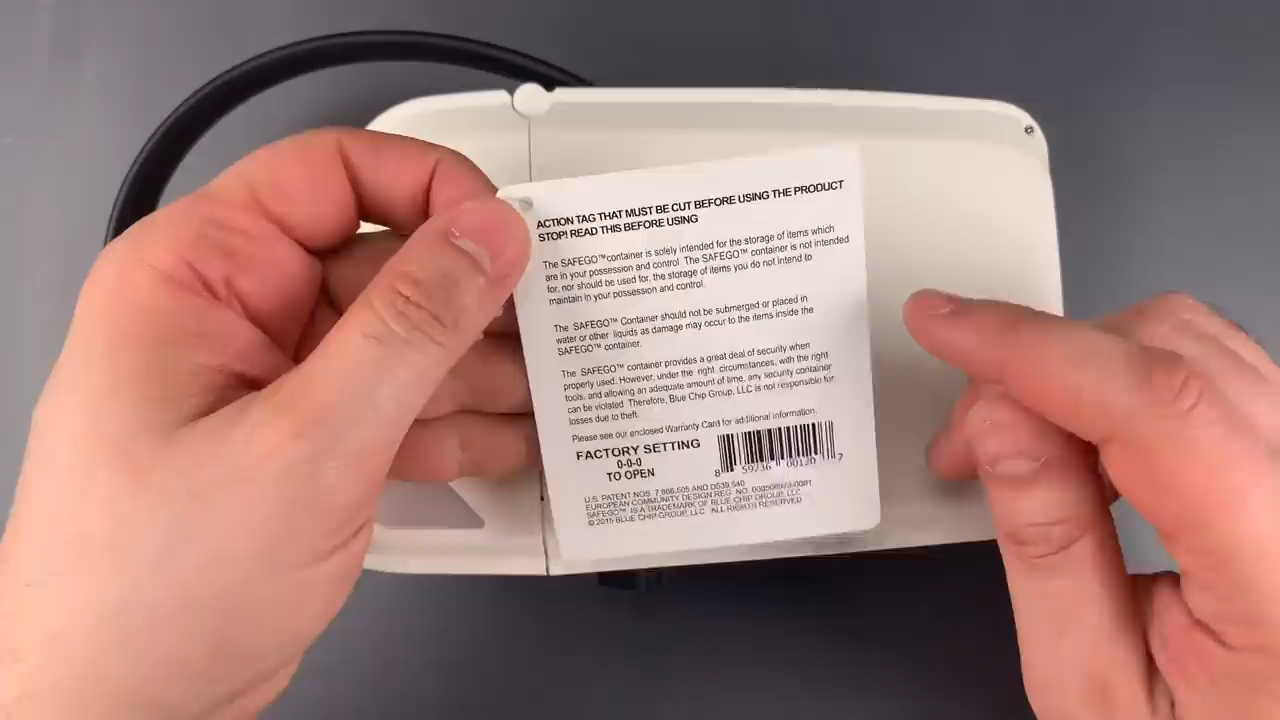 ACTION TAG THAT MUST BE CUT BEFORE USING THE PRODUCT
STOP! READ THIS BEFORE USING
The SAFEGO™ container is solely intended for the storage of items which
are in your possession and control. The SAFEGO™ container is not intended
for, nor should be used for, the storage of items you do not intend to
maintain in your possession and control.
The SAFEGO™ Container should not be submerged or placed in
water or other liquids as damage may occur to the items inside the
SAFEGO™ container.
The SAFEGO™ container provides a great deal of security when
properly used. However, under the right circumstances, with the right
tools, and allowing an adequate amount of time, any security container
can be violated. Therefore, Blue Chip Group, LLC is not responsible for
losses due to theft.
Please see our enclosed Warranty Card for additional information.
FACTORY SETTING
0-0-0
TO OPEN
8 59736 00120 7
U.S. PATENT NOS. 7,866,505 AND D539,540
EUROPEAN COMMUNITY DESIGN REG. NO.
SAFEGO™ IS A TRADEMARK OF BLUE CHIP GROUP, LLC
© 2015 BLUE CHIP GROUP, LLC ALL RIGHTS RESERVED